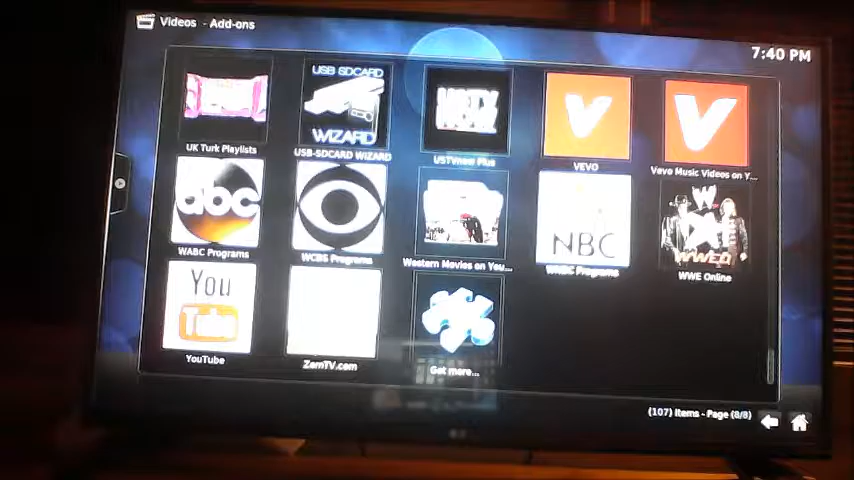 Videos - Add-ons
7:40 PM
USB SDCARD
WIZARD
USTV
NOW
UK Turk Playlists
USB-SDCARD WIZARD
USTVnow Plus
VEVO
Vevo Music Videos on Y...
abc
NBC
WABC Programs
WCBS Programs
Western Movies on You...
WNBC Programs
WWE Online
You
Tube
YouTube
ZemTV.com
Get more...
(107) Items - Page (8/8)